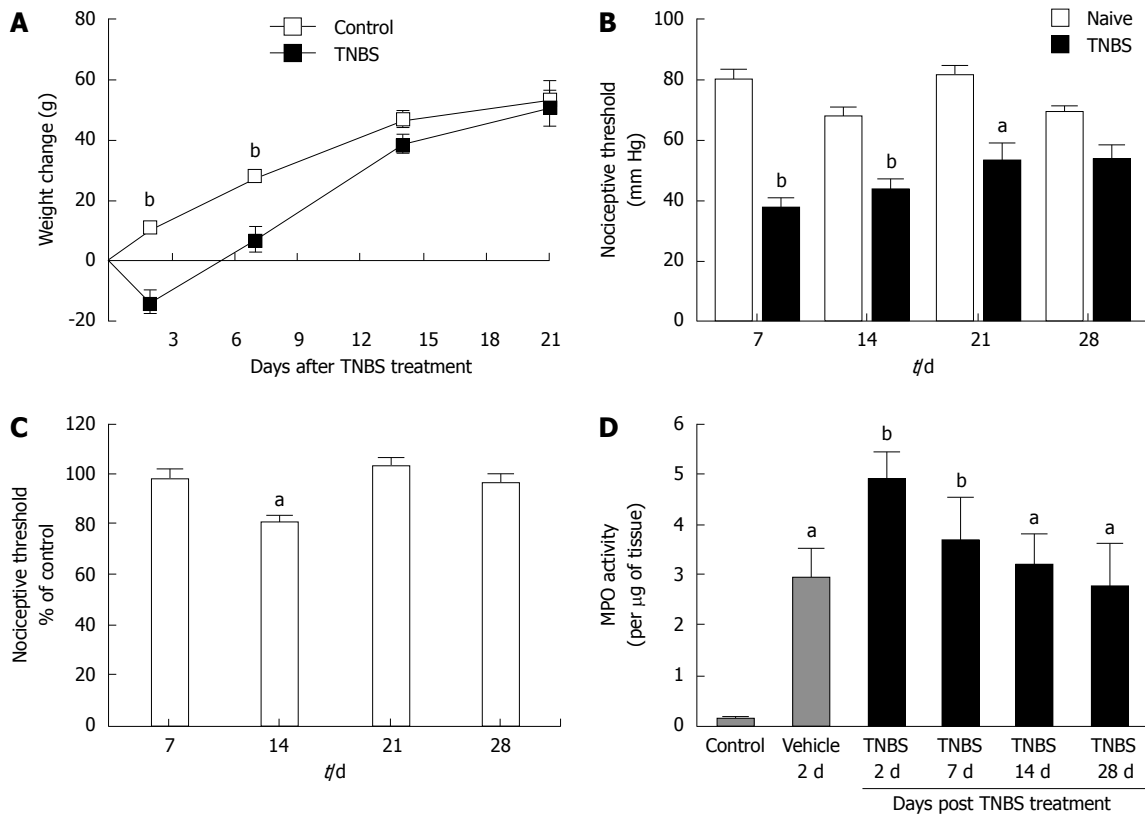 A
Control
TNBS
80
60
40
20
0
-20
Weight change (g)
b
b
3 6 9 12 15 18 21
Days after TNBS treatment
B
Naive
TNBS
100
80
60
40
20
0
Nociceptive threshold
(mm Hg)
b
b
a
7 14 21 28
t/d
C
120
100
80
60
40
20
0
Nociceptive threshold
% of control
a
7 14 21 28
t/d
D
6
5
4
3
2
1
0
MPO activity
(per μg of tissue)
a
b
b
a
a
Control Vehicle TNBS TNBS TNBS TNBS
2 d 2 d 7 d 14 d 28 d
Days post TNBS treatment